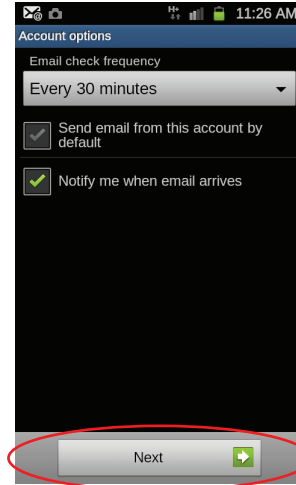 H+ 11:26 AM
Account options
Email check frequency
Every 30 minutes
Send email from this account by
default
Notify me when email arrives
Next